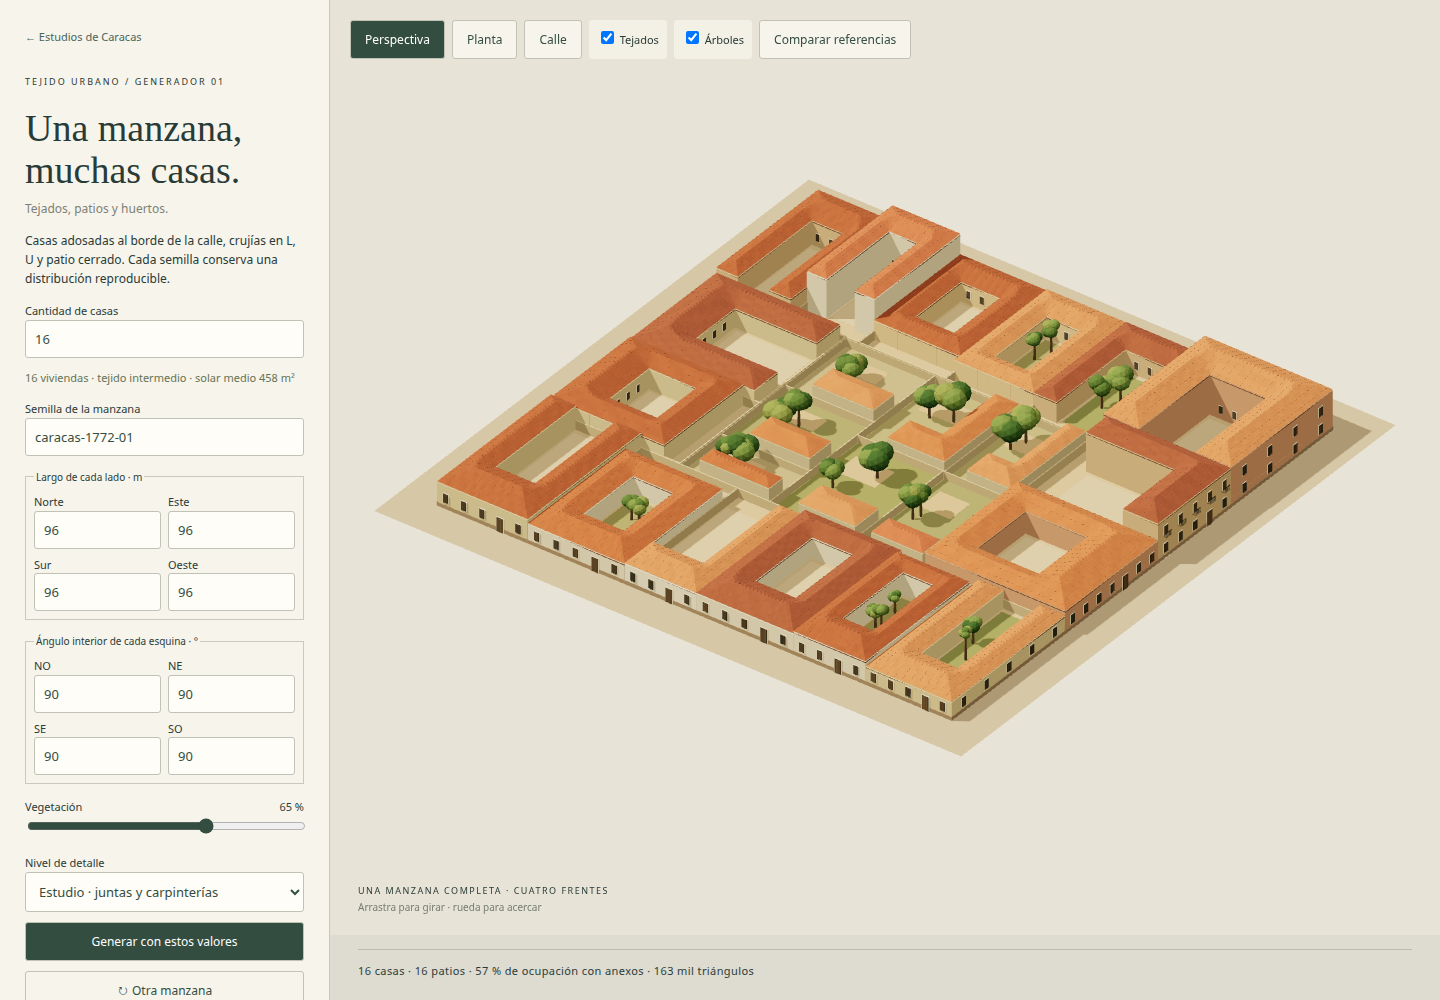 ← Estudios de Caracas
TEJIDO URBANO / GENERADOR 01
Una manzana,
muchas casas.
Tejados, patios y huertos.
Casas adosadas al borde de la calle, crujías en L,
U y patio cerrado. Cada semilla conserva una
distribución reproducible.
Cantidad de casas
16
16 viviendas · tejido intermedio · solar medio 458 m²
Semilla de la manzana
caracas-1772-01
Largo de cada lado · m
Norte Este
96 96
Sur Oeste
96 96
Ángulo interior de cada esquina · °
NO NE
90 90
SE SO
90 90
Vegetación 65 %
Nivel de detalle
Estudio · juntas y carpinterías
Generar con estos valores
↻ Otra manzana
Perspectiva Planta Calle Tejados Árboles Comparar referencias
UNA MANZANA COMPLETA · CUATRO FRENTES
Arrastra para girar · rueda para acercar
16 casas · 16 patios · 57 % de ocupación con anexos · 163 mil triángulos